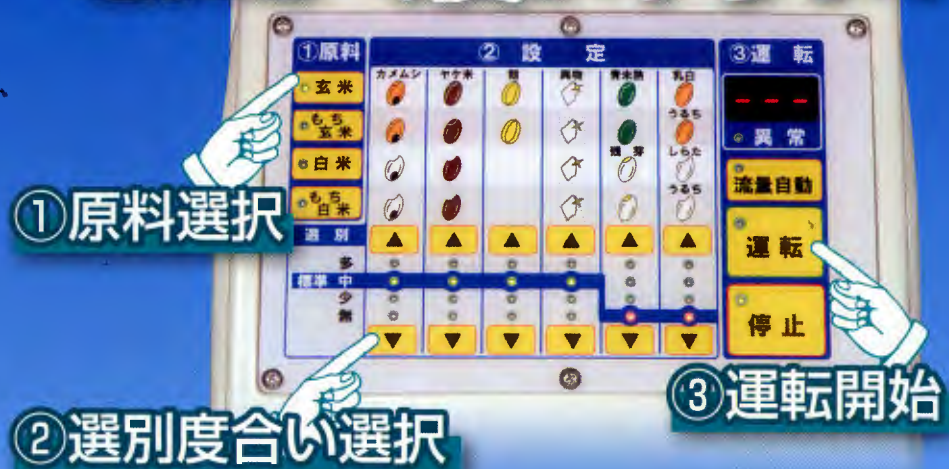 ①原料
② 設 定
③運 転
カメムシ
ヤケ米
籾
異物
青未熟
乳白
玄米
もち
玄米
うるち
異常
胴芽
しらた
白米
もち
白米
うるち
流量自動
①原料選択
選別
運転
多
標準 中
少
無
停止
②選別度合い選択
③運転開始